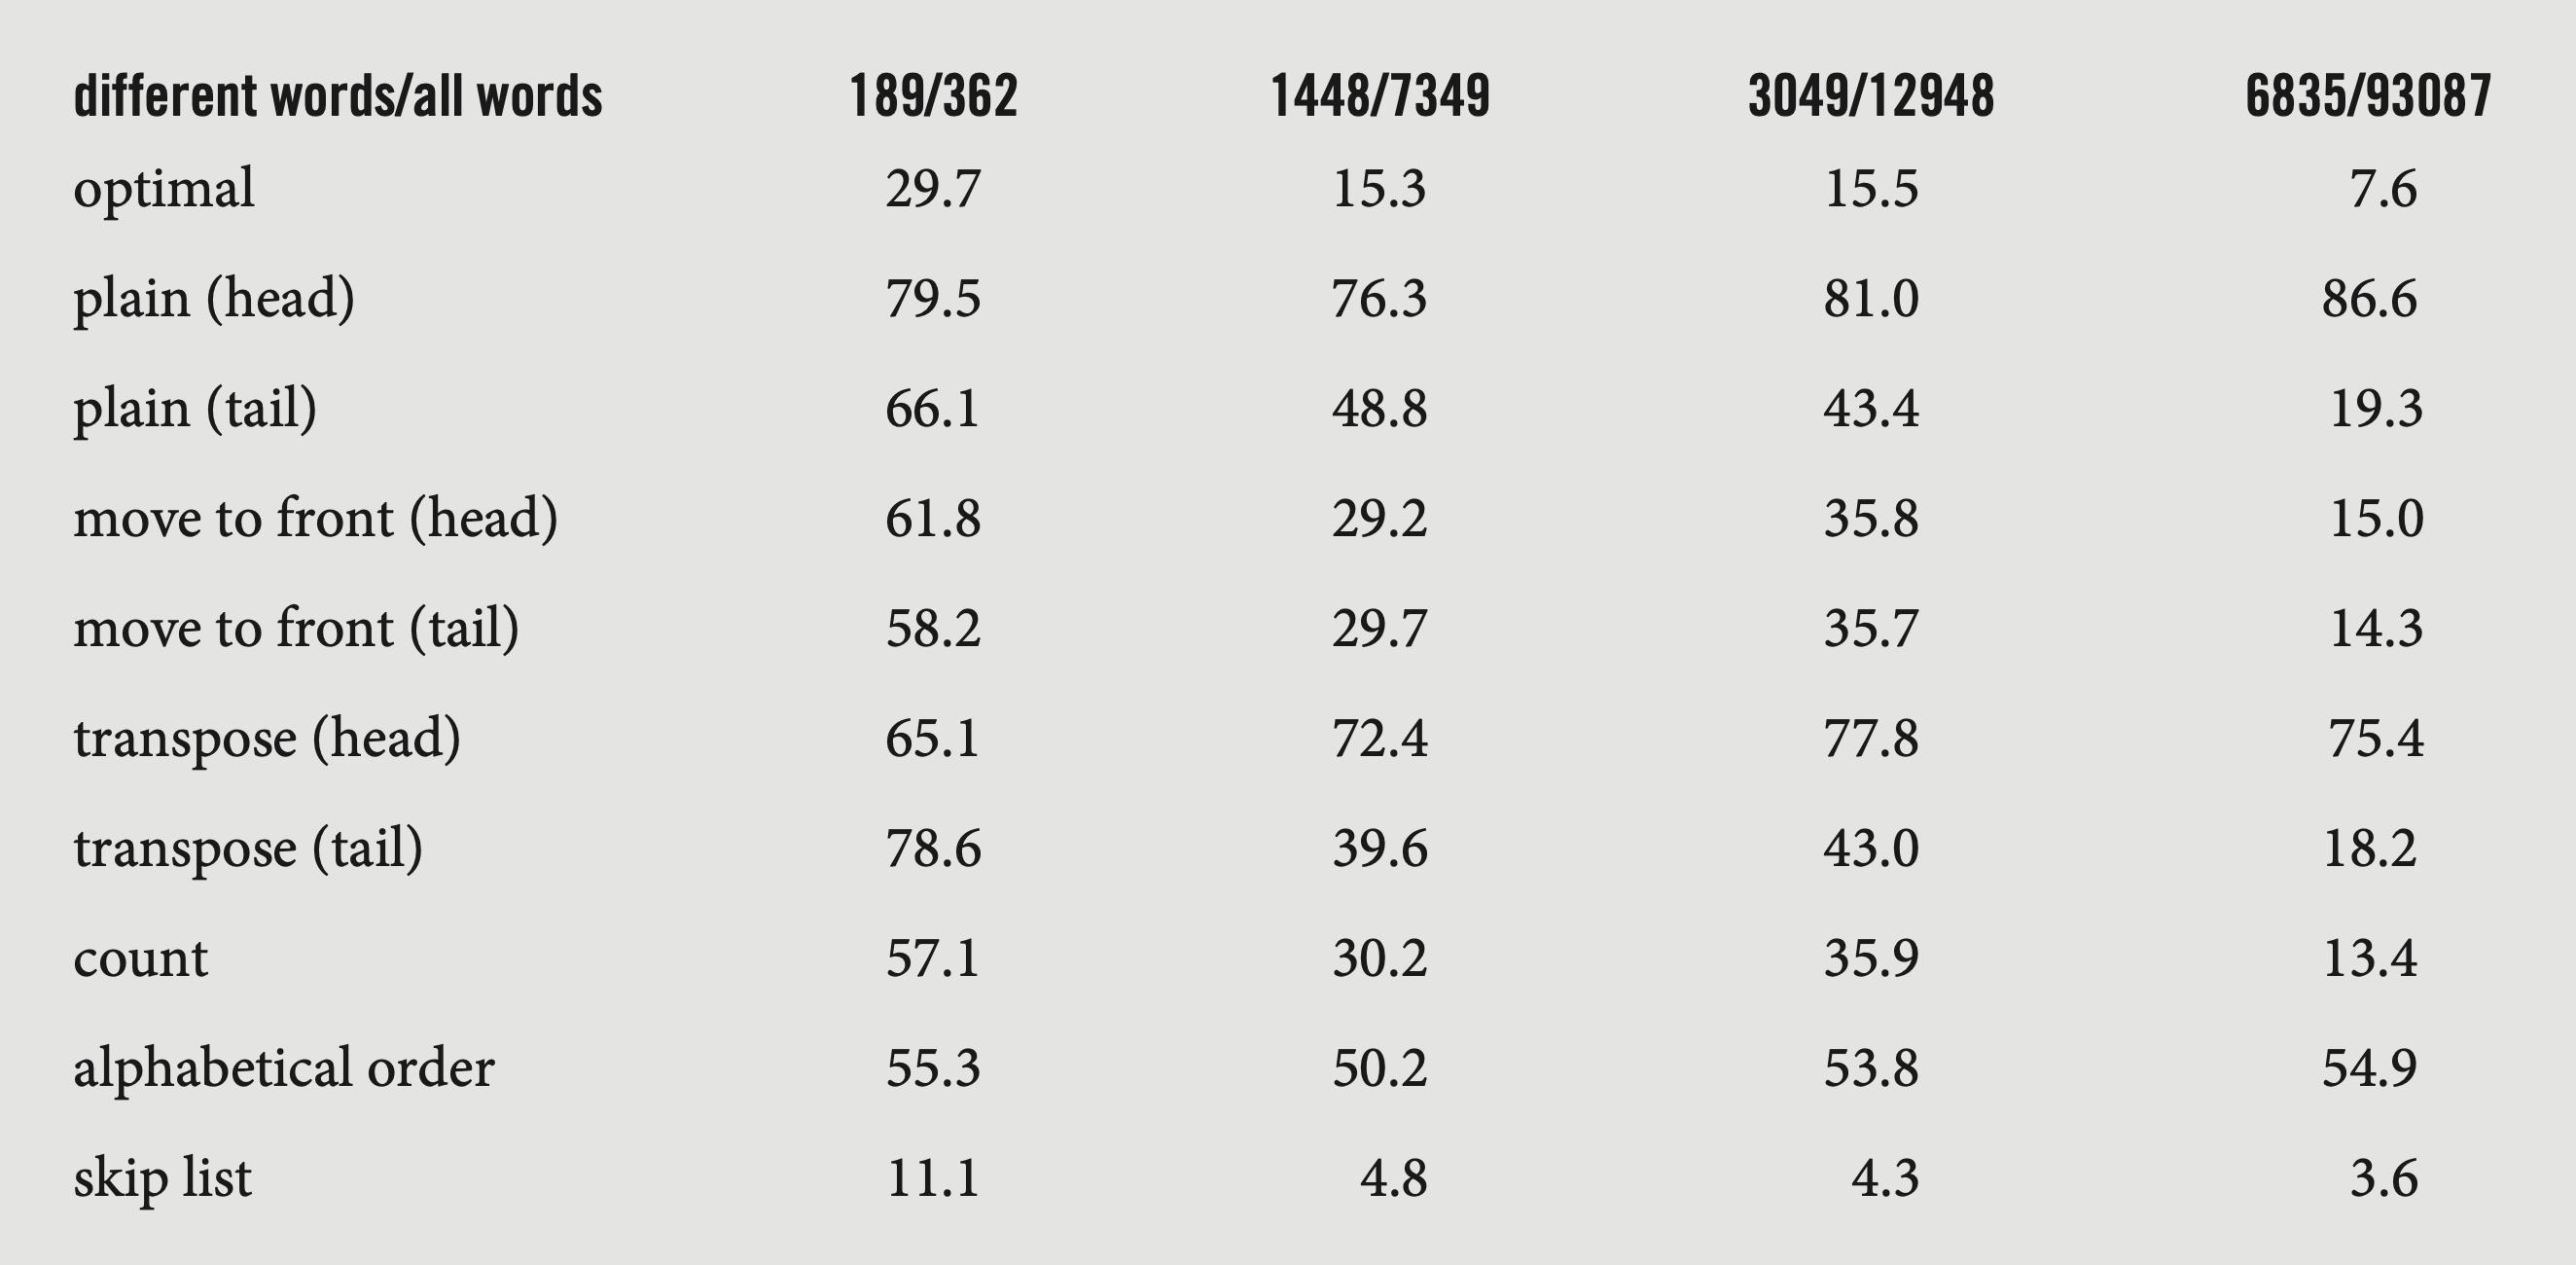 different words/all words 189/362 1448/7349 3049/12948 6835/93087
optimal 29.7 15.3 15.5 7.6
plain (head) 79.5 76.3 81.0 86.6
plain (tail) 66.1 48.8 43.4 19.3
move to front (head) 61.8 29.2 35.8 15.0
move to front (tail) 58.2 29.7 35.7 14.3
transpose (head) 65.1 72.4 77.8 75.4
transpose (tail) 78.6 39.6 43.0 18.2
count 57.1 30.2 35.9 13.4
alphabetical order 55.3 50.2 53.8 54.9
skip list 11.1 4.8 4.3 3.6